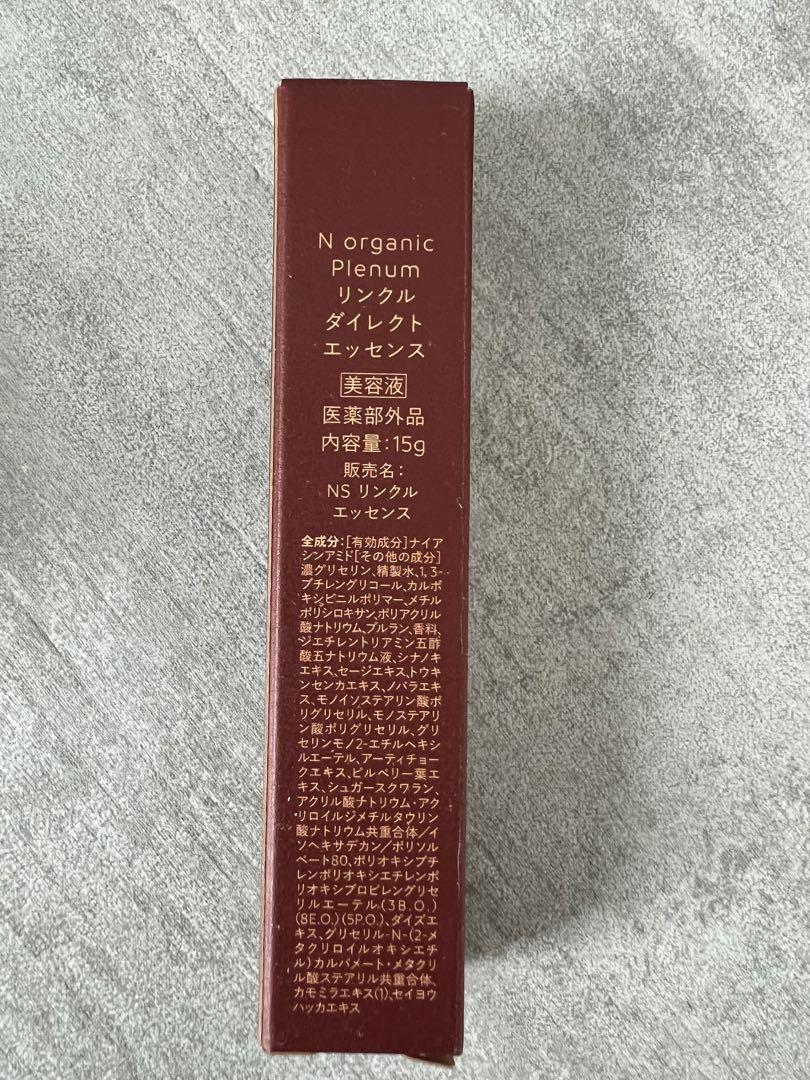 N organic
Plenum
リンクル
ダイレクト
エッセンス
美容液
医薬部外品
内容量:15g
販売名:
NS リンクル
エッセンス
全成分:[有効成分]ナイア
シンアミド[その他の成分]
濃グリセリン、精製水、1,3-
ブチレングリコール、カルボ
キシビニルポリマー、メチル
ポリシロキサン、ポリアクリル
酸ナトリウム、プルラン、香料、
ジエチレントリアミン五酢
酸五ナトリウム液、シナノキ
エキス、セージエキス、トウキ
ンセンカエキス、ノバラエキ
ス、モノイソステアリン酸ポ
リグリセリル、モノステアリ
ン酸ポリグリセリル、グリ
セリンモノ2-エチルヘキシ
ルエーテル、アーティチョー
クエキス、ビルベリー葉エ
キス、シュガースクワラン、
アクリル酸ナトリウム・アク
リロイルジメチルタウリン
酸ナトリウム共重合体/イ
ソヘキサデカン/ポリソル
ベート80、ポリオキシブチ
レンポリオキシエチレンポ
リオキシプロピレングリセ
リルエーテル(3B.O.)
(8E.O.)(5P.O.)、ダイズエ
キス、グリセリル-N-(2-メ
タクリロイルオキシエチ
ル)カルバメート・メタクリ
ル酸ステアリル共重合体、
カモミラエキス(1)、セイヨウ
ハッカエキス